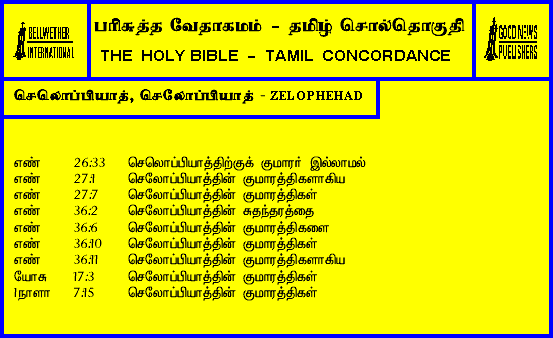 BELLWETHER
INTERNATIONAL
பரிசுத்த வேதாகமம் - தமிழ் சொல்தொகுதி
THE HOLY BIBLE - TAMIL CONCORDANCE
GOOD NEWS
PUBLISHERS
செலொப்பியாத், செலோப்பியாத் - ZELOPHEHAD
எண் 26:33 செலொப்பியாத்திற்குக் குமாரர் இல்லாமல்
எண் 27:1 செலோப்பியாத்தின் குமாரத்திகளாகிய
எண் 27:7 செலோப்பியாத்தின் குமாரத்திகள்
எண் 36:2 செலோப்பியாத்தின் சுதந்தரத்தை
எண் 36:6 செலோப்பியாத்தின் குமாரத்திகளை
எண் 36:10 செலோப்பியாத்தின் குமாரத்திகள்
எண் 36:11 செலோப்பியாத்தின் குமாரத்திகளாகிய
யோசு 17:3 செலோப்பியாத்தின் குமாரத்திகள்
1நாளா 7:15 செலோப்பியாத்தின் குமாரத்திகள்